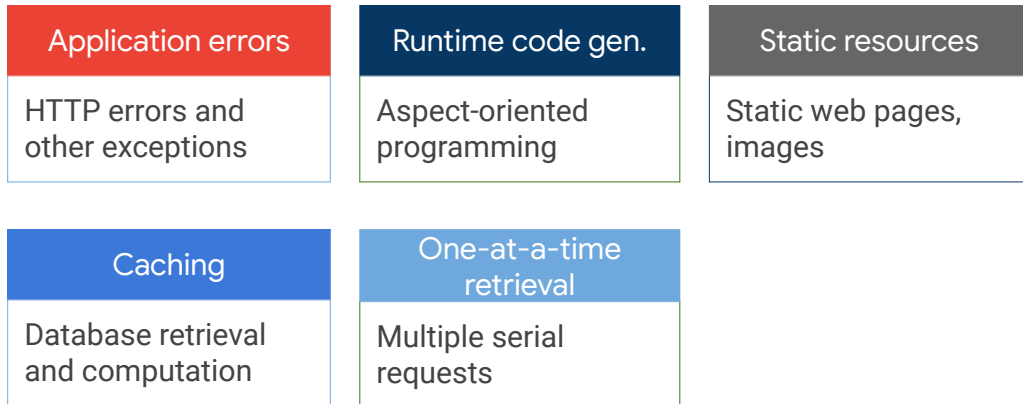 Application errors
HTTP errors and
other exceptions
Runtime code gen.
Aspect-oriented
programming
Static resources
Static web pages,
images
Caching
Database retrieval
and computation
One-at-a-time
retrieval
Multiple serial
requests